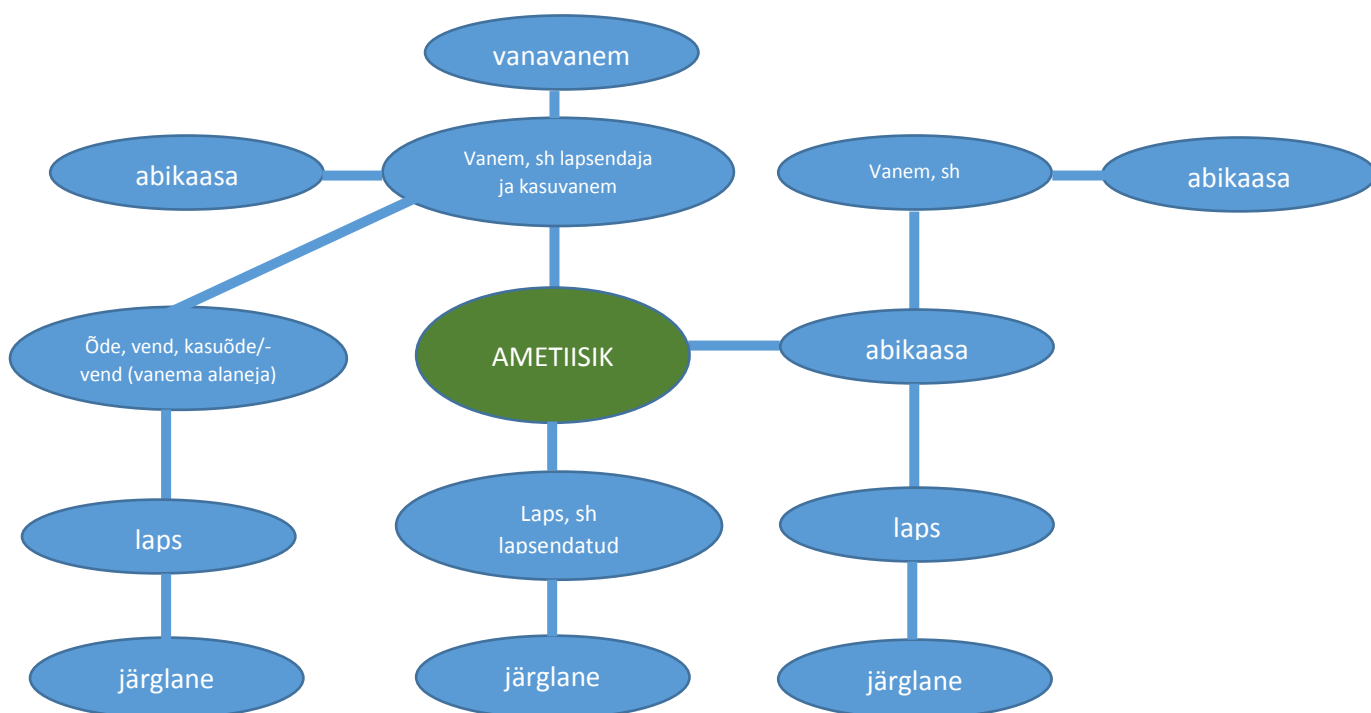 vanavanem
abikaasa
Vanem, sh lapsendaja
ja kasuvanem
Vanem, sh
abikaasa
Õde, vend, kasuõde/-
vend (vanema alaneja)
AMETIISIK
abikaasa
laps
Laps, sh
lapsendatud
laps
järglane
järglane
järglane